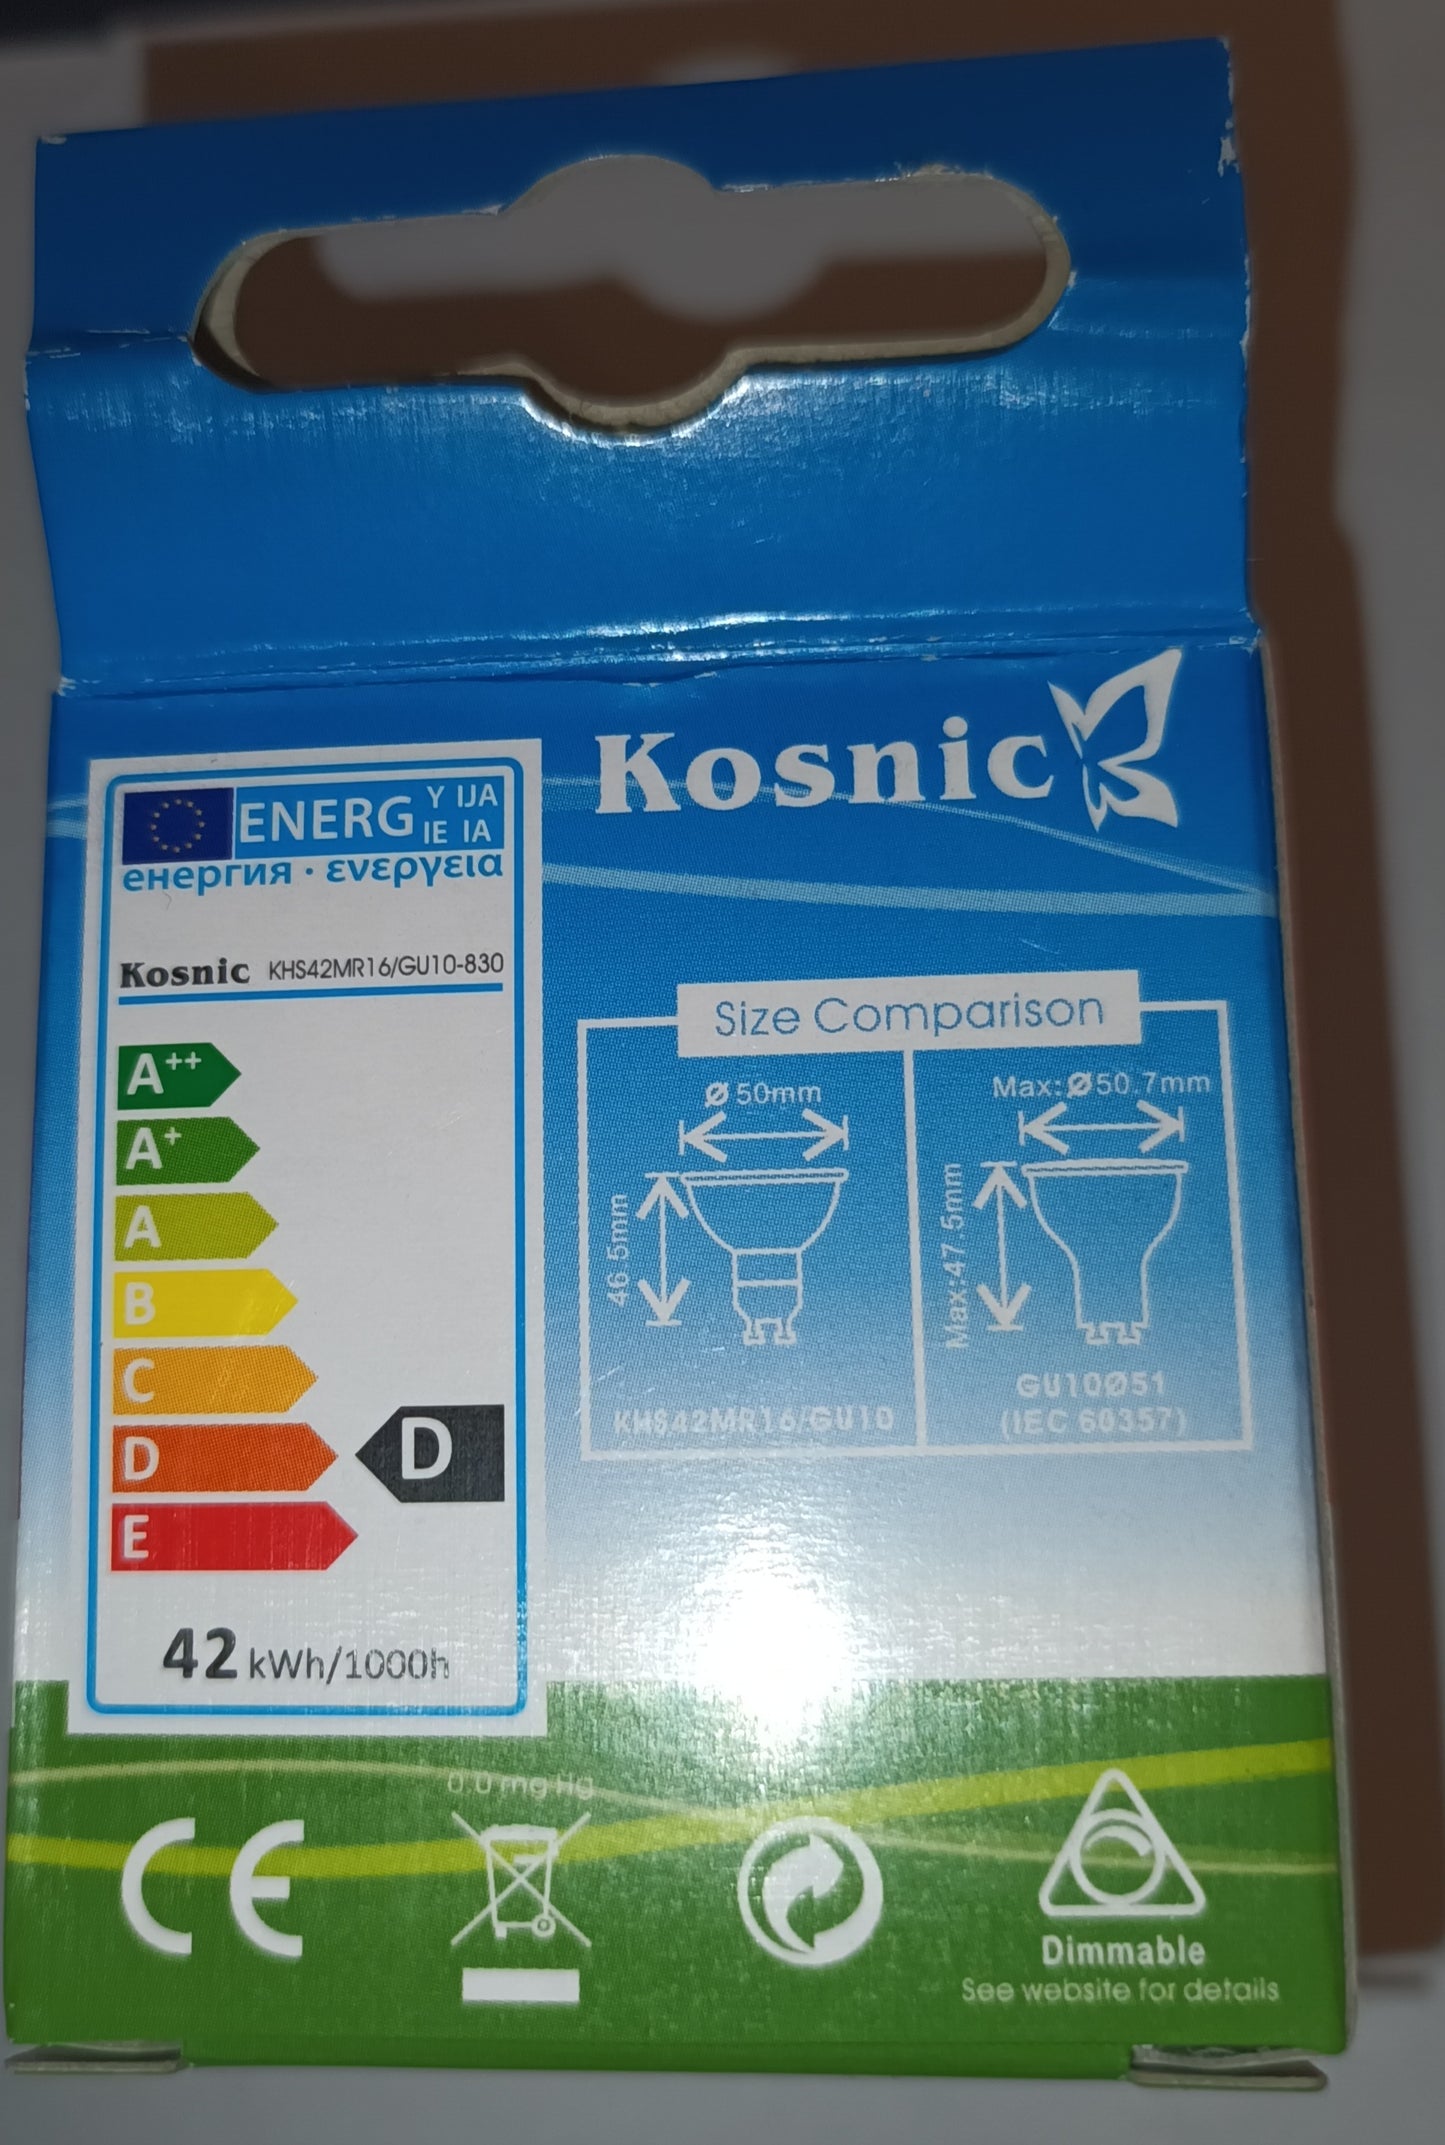 Kosnic
ENERG Y IJA
IE IA
енергия · ενεργεια
Kosnic KHS42MR16/GU10-830
A++
A+
A
B
C
D
D
E
42 kWh/1000h
Size Comparison
Ø50mm
46.5mm
KHS42MR16/GU10
Max:Ø50.7mm
Max:47.5mm
GU10Ø51
(IEC 60357)
0.0 mg Hg
CE
Dimmable
See website for details